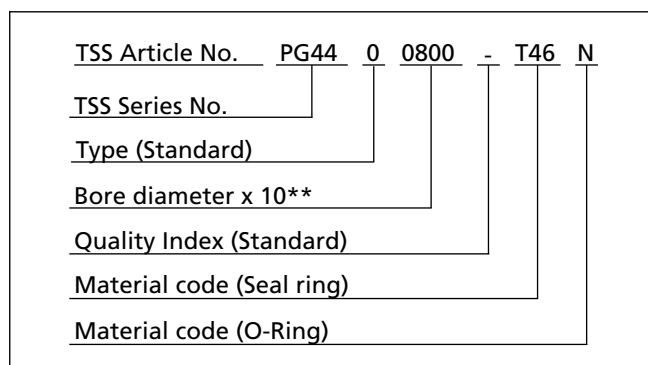 TSS Article No. PG44 0 0800 - T46 N
TSS Series No.
Type (Standard)
Bore diameter x 10**
Quality Index (Standard)
Material code (Seal ring)
Material code (O-Ring)